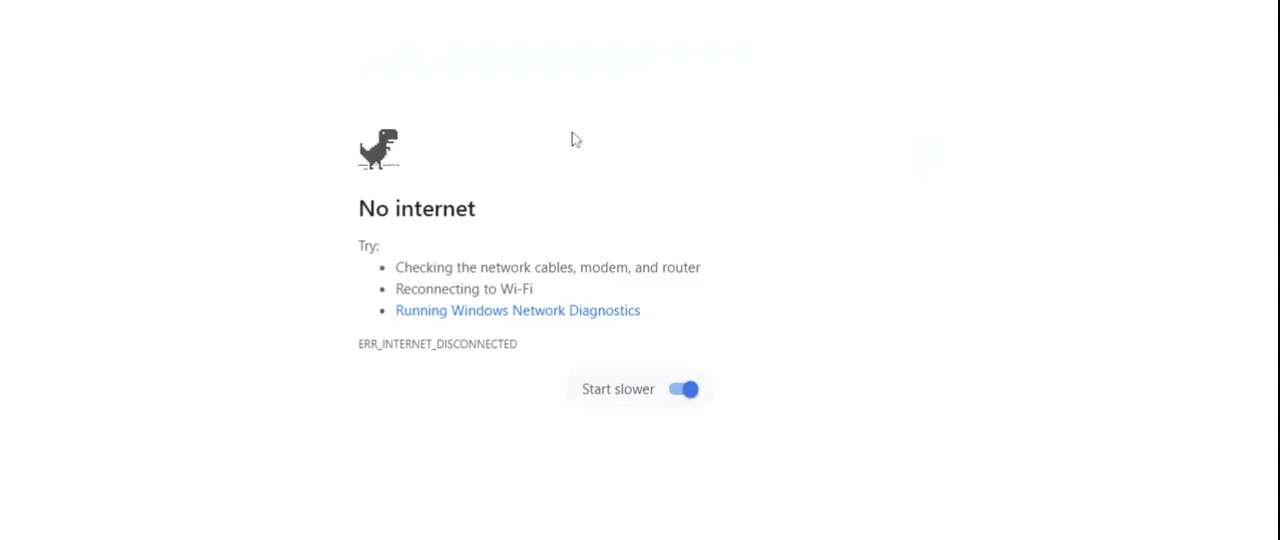 No internet
Try:
Checking the network cables, modem, and router
Reconnecting to Wi-Fi
Running Windows Network Diagnostics
ERR_INTERNET_DISCONNECTED
Start slower